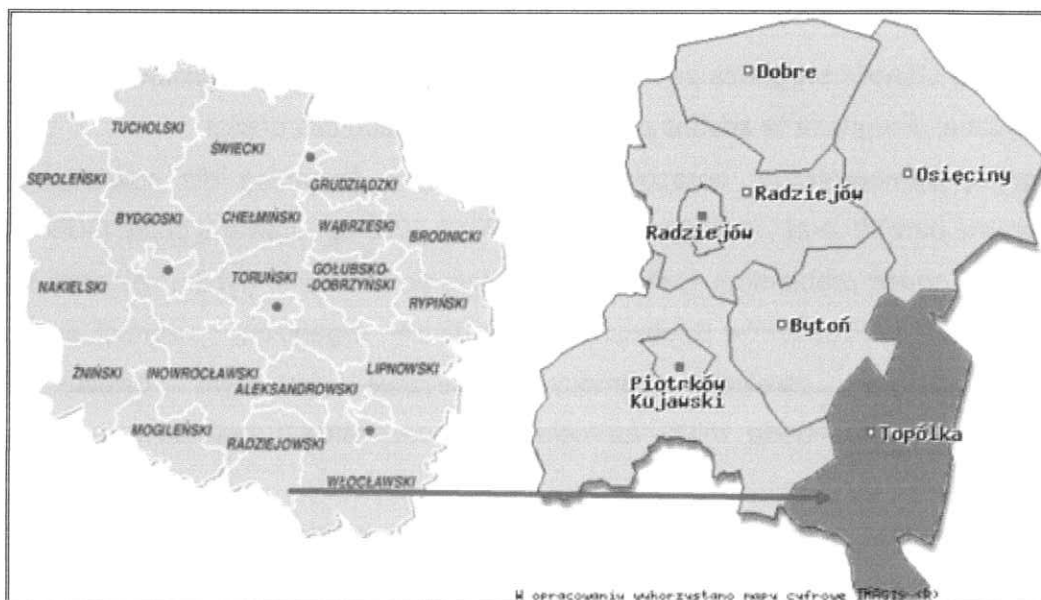 TUCHOLSKI
ŚWIECKI
SĘPOLEŃSKI
GRUDZIĄDZKI
BYDGOSKI
CHEŁMIŃSKI
WĄBRZESKI
BRODNICKI
NAKIELSKI
TORUŃSKI
GOŁUBSKO-
-DOBRZYŃSKI
RYPIŃSKI
ŻNIŃSKI
INOWROCŁAWSKI
ALEKSANDROWSKI
LIPNOWSKI
MOGILEŃSKI
RADZIEJOWSKI
WŁOCŁAWSKI
Dobre
Osięciny
Radziejów
Radziejów
Bytoń
Piotrków
Kujawski
Topólka
W opracowaniu wykorzystano mapy cyfrowe IMAGIS (R)